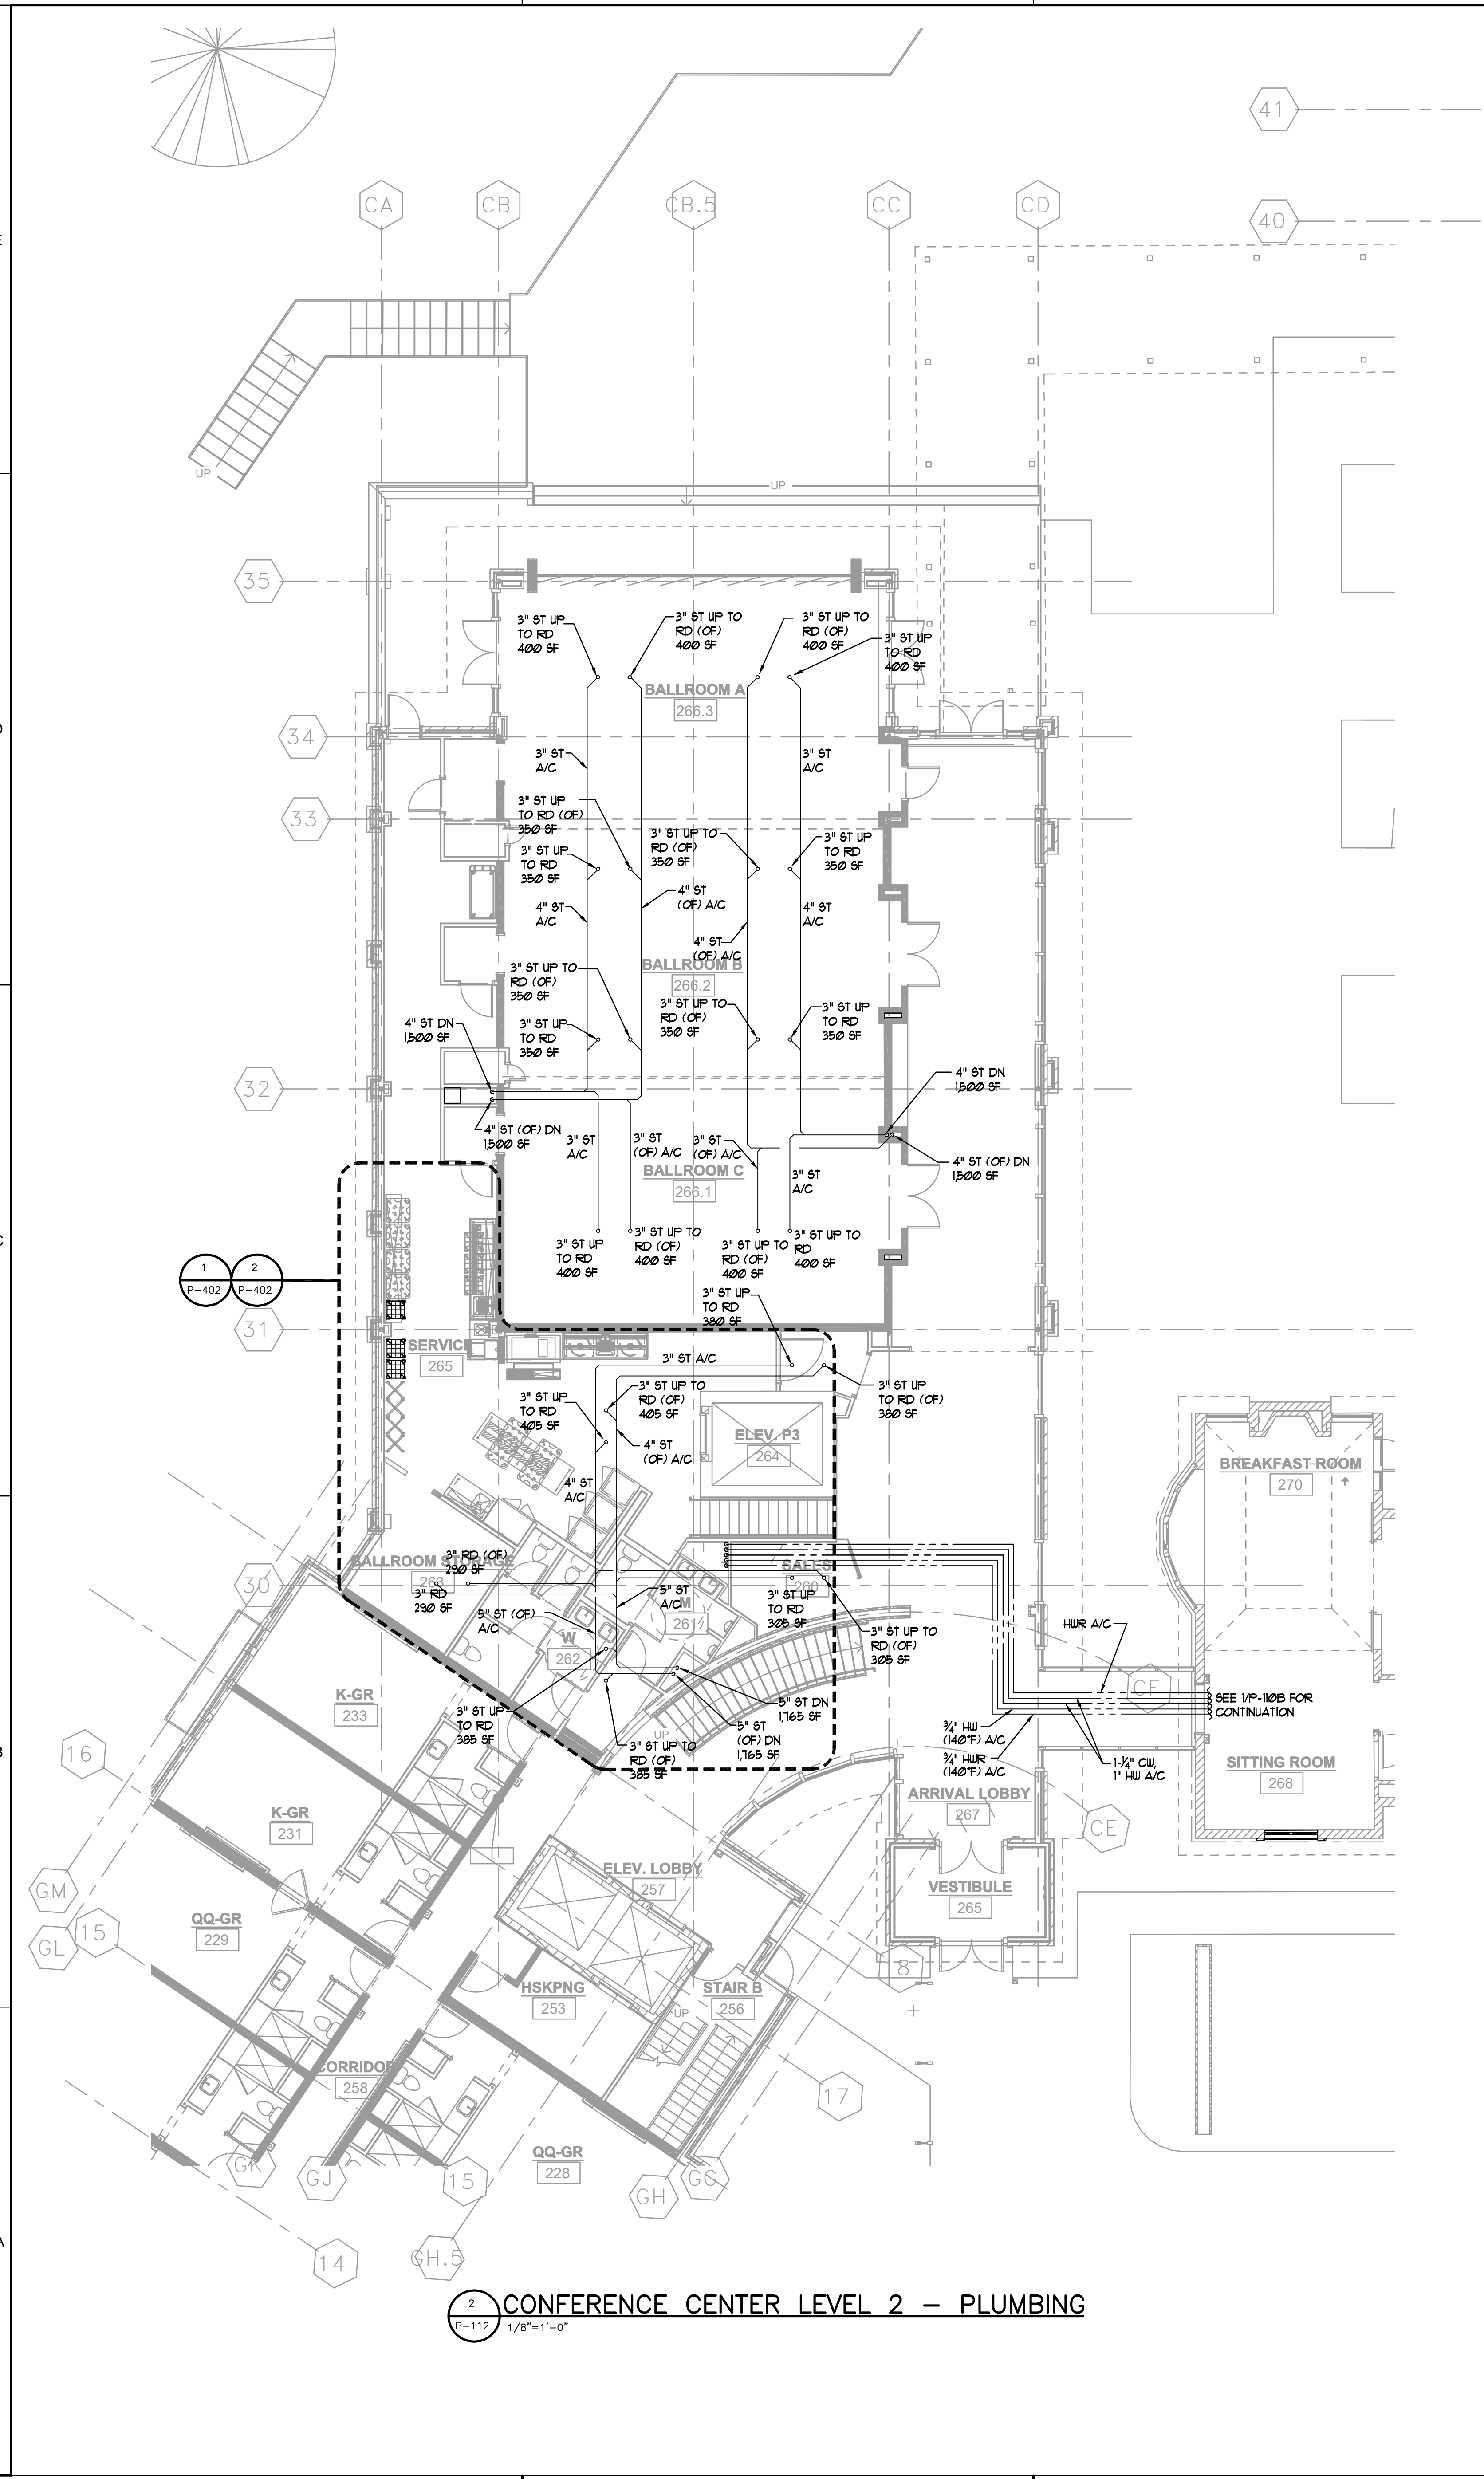 41
CA
CB
CB.5
CC
CD
40
E
UP
UP
35
3" ST UP
TO RD
400 SF
3" ST UP TO
RD (OF)
400 SF
3" ST UP TO
RD (OF)
400 SF
3" ST UP
TO RD
400 SF
BALLROOM A
266.3
34
3" ST
A/C
3" ST
A/C
33
3" ST UP
TO RD (OF)
350 SF
3" ST UP
TO RD
350 SF
3" ST UP TO
RD (OF)
350 SF
3" ST UP
TO RD
350 SF
4" ST
(OF) A/C
4" ST
A/C
4" ST
A/C
4" ST
(OF) A/C
BALLROOM B
266.2
3" ST UP TO
RD (OF)
350 SF
3" ST UP TO
RD (OF)
350 SF
3" ST UP
TO RD
350 SF
4" ST DN
1,500 SF
3" ST UP
TO RD
350 SF
32
4" ST DN
1,500 SF
4" ST (OF) DN
1,500 SF
3" ST
A/C
3" ST
(OF) A/C
3" ST
(OF) A/C
4" ST (OF) DN
1,500 SF
BALLROOM C
266.1
3" ST
A/C
3" ST UP
TO RD
400 SF
3" ST UP TO
RD (OF)
400 SF
3" ST UP TO
RD (OF)
400 SF
3" ST UP TO
RD
400 SF
C
1
P-402
2
P-402
31
3" ST UP
TO RD
380 SF
SERVICE
265
3" ST A/C
3" ST UP
TO RD
405 SF
3" ST UP TO
RD (OF)
405 SF
3" ST UP
TO RD (OF)
380 SF
ELEV. P3
264
4" ST
(OF) A/C
4" ST
A/C
BREAKFAST ROOM
270
30
BALLROOM STORAGE
263
3" RD (OF)
290 SF
3" RD
290 SF
SALES
260
5" ST
A/C
M
261
3" ST UP
TO RD
305 SF
5" ST (OF)
A/C
W
262
3" ST UP TO
RD (OF)
305 SF
HWR A/C
CF
SEE 1/P-110B FOR
CONTINUATION
K-GR
233
3" ST UP
TO RD
385 SF
5" ST DN
1,765 SF
5" ST
(OF) DN
1,765 SF
UP
3" ST UP TO
RD (OF)
385 SF
3/4" HW
(140°F) A/C
3/4" HWR
(140°F) A/C
1-1/4" CW,
1" HW A/C
B
16
SITTING ROOM
268
ARRIVAL LOBBY
267
K-GR
231
CE
ELEV. LOBBY
257
VESTIBULE
265
GM
QQ-GR
229
15
GL
8
HSKPNG
253
STAIR B
256
UP
CORRIDOR
258
17
QQ-GR
228
GK
GJ
15
GH
GG
A
14
GH.5
2
P-112
CONFERENCE CENTER LEVEL 2 - PLUMBING
1/8"=1'-0"